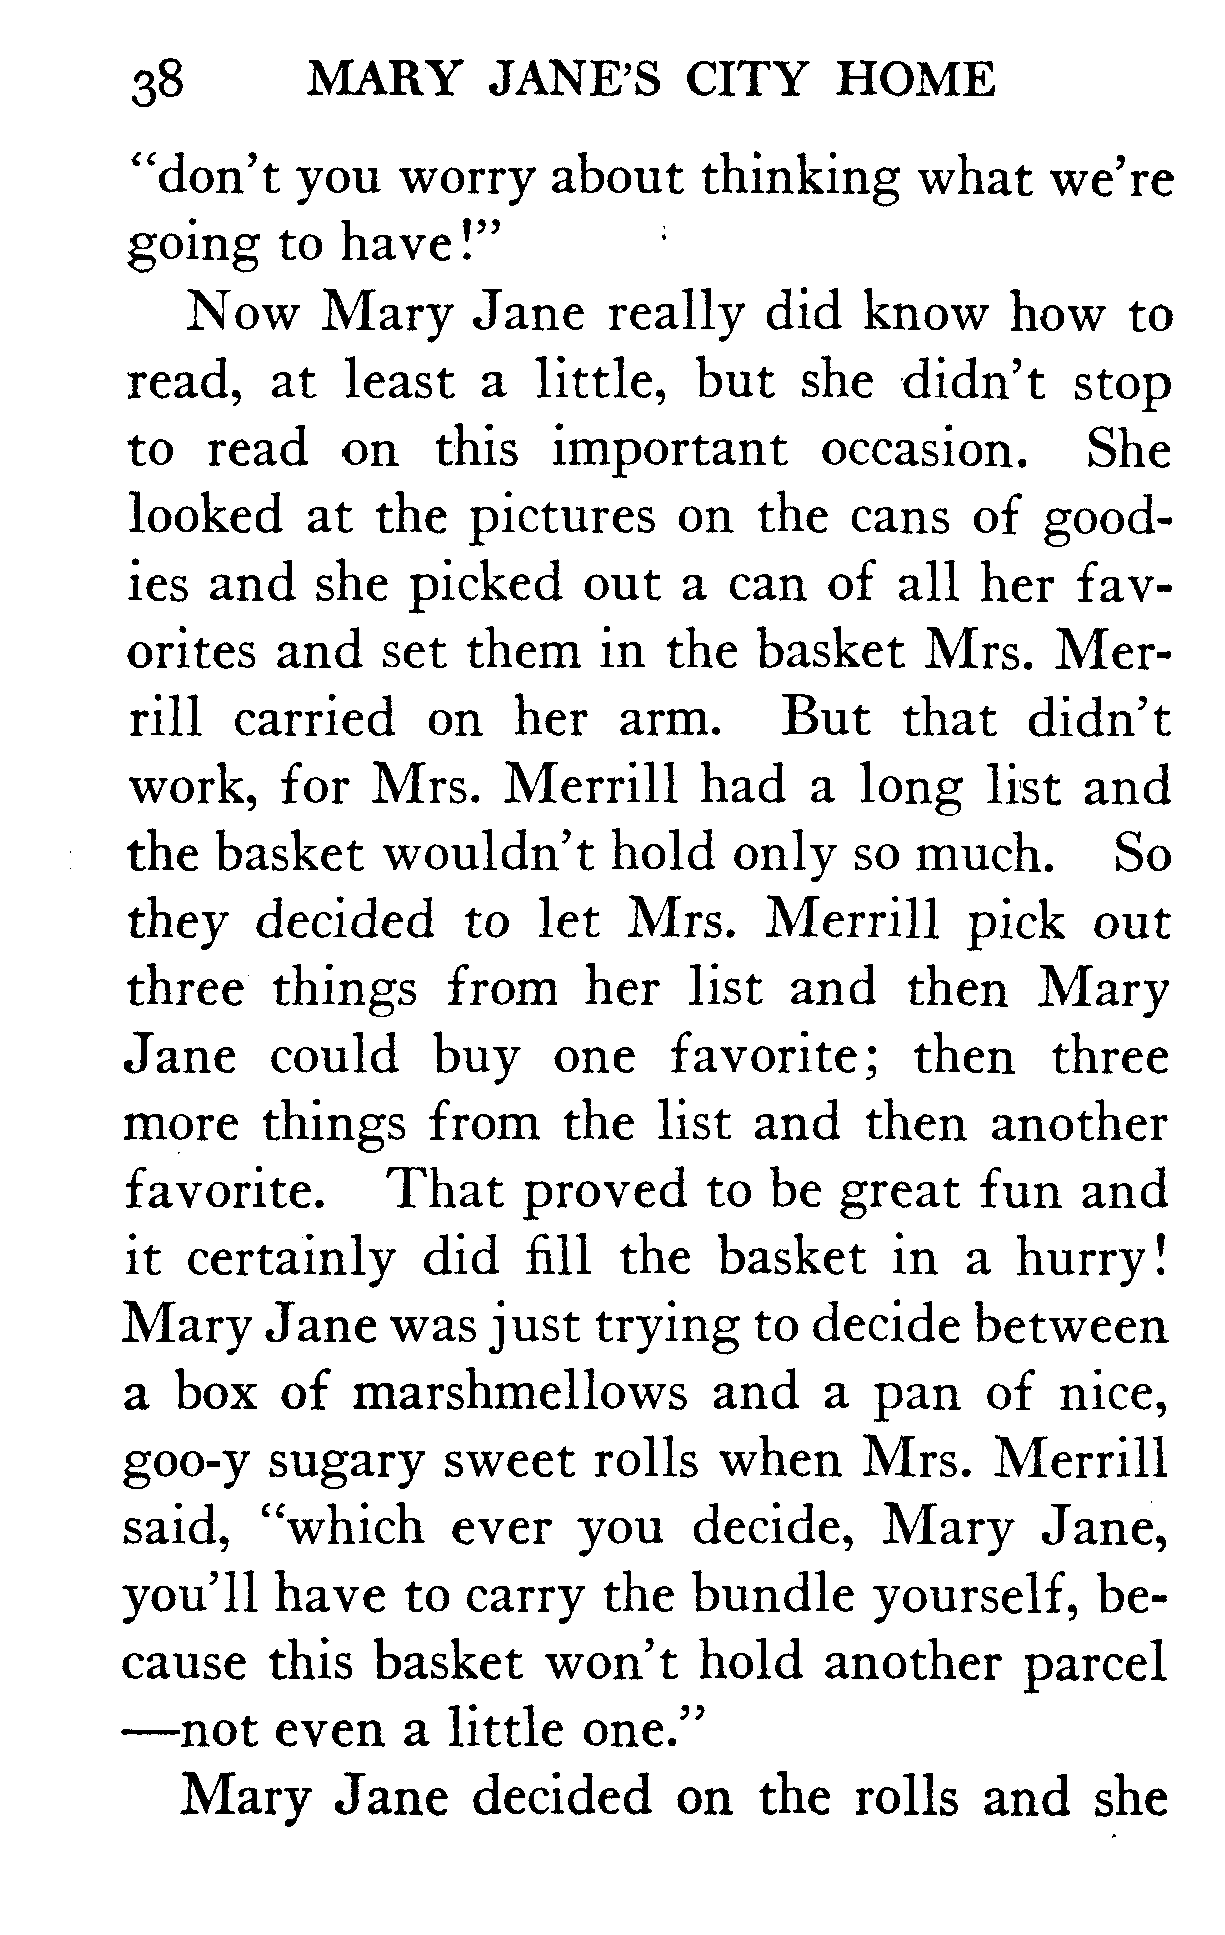 38 MARY JANE'S CITY HOME
"don't you worry about thinking what we're
going to have!"
Now Mary Jane really did know how to
read, at least a little, but she didn't stop
to read on this important occasion. She
looked at the pictures on the cans of good-
ies and she picked out a can of all her fav-
orites and set them in the basket Mrs. Mer-
rill carried on her arm. But that didn't
work, for Mrs. Merrill had a long list and
the basket wouldn't hold only so much. So
they decided to let Mrs. Merrill pick out
three things from her list and then Mary
Jane could buy one favorite; then three
more things from the list and then another
favorite. That proved to be great fun and
it certainly did fill the basket in a hurry!
Mary Jane was just trying to decide between
a box of marshmellows and a pan of nice,
goo-y sugary sweet rolls when Mrs. Merrill
said, "which ever you decide, Mary Jane,
you'll have to carry the bundle yourself, be-
cause this basket won't hold another parcel
—not even a little one."
Mary Jane decided on the rolls and she